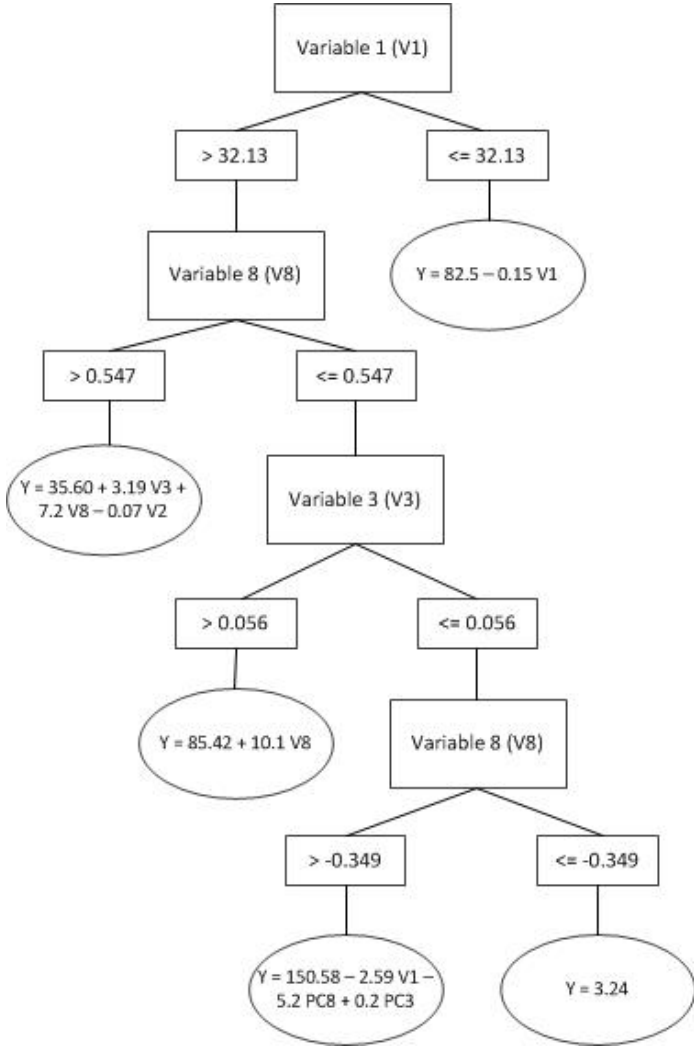 Variable 1 (V1)
> 32.13
<= 32.13
Variable 8 (V8)
Y = 82.5 – 0.15 V1
> 0.547
<= 0.547
Y = 35.60 + 3.19 V3 +
7.2 V8 – 0.07 V2
Variable 3 (V3)
> 0.056
<= 0.056
Y = 85.42 + 10.1 V8
Variable 8 (V8)
> -0.349
<= -0.349
Y = 150.58 – 2.59 V1 –
5.2 PC8 + 0.2 PC3
Y = 3.24